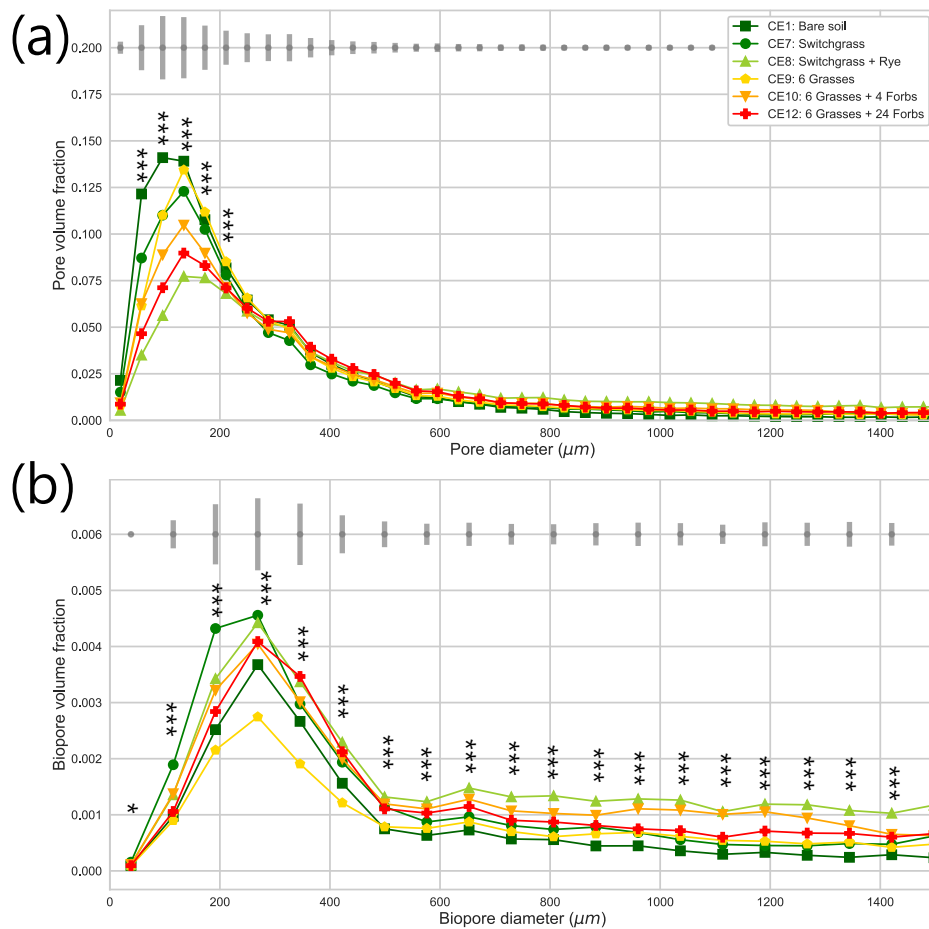 (a)
0.200
0.175
0.150
0.125
0.100
0.075
0.050
0.025
0.000
Pore volume fraction
CE1: Bare soil
CE7: Switchgrass
CE8: Switchgrass + Rye
CE9: 6 Grasses
CE10: 6 Grasses + 4 Forbs
CE12: 6 Grasses + 24 Forbs
*** *** *** *** ***
0 200 400 600 800 1000 1200 1400
Pore diameter (μm)
(b)
0.006
0.005
0.004
0.003
0.002
0.001
0.000
Biopore volume fraction
* *** *** *** *** *** *** *** *** *** *** *** *** *** *** *** *** *** ***
0 200 400 600 800 1000 1200 1400
Biopore diameter (μm)